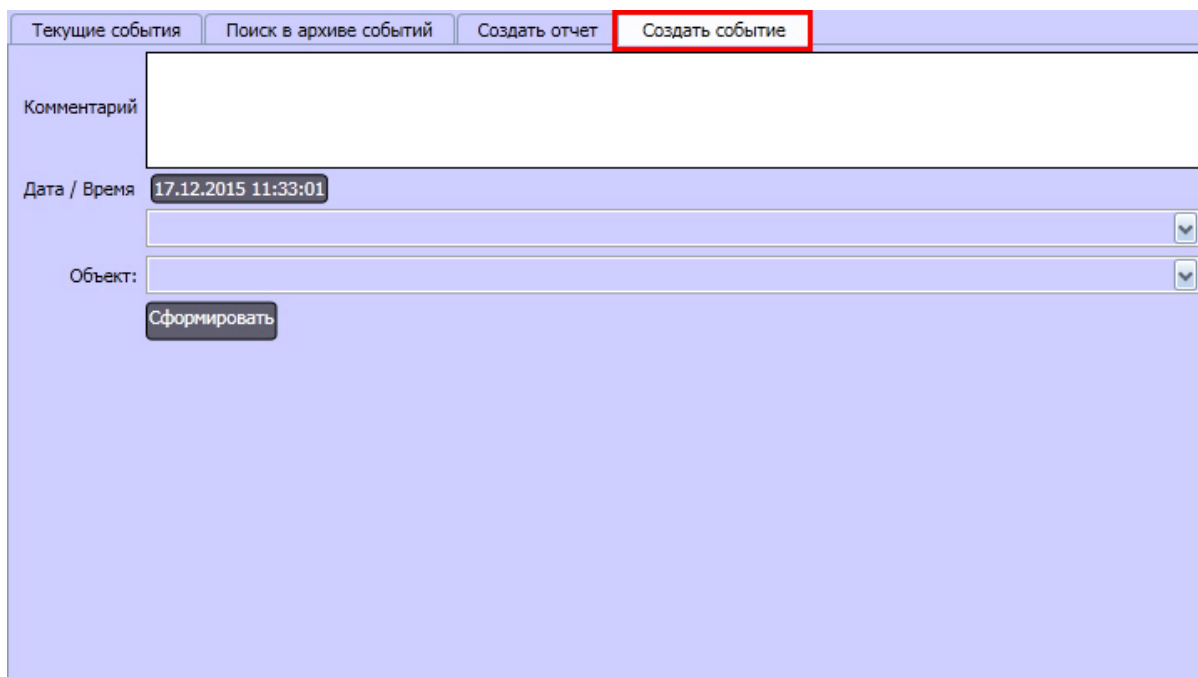 Текущие события Поиск в архиве событий Создать отчет Создать событие
Комментарий
Дата / Время 17.12.2015 11:33:01
Объект:
Сформировать